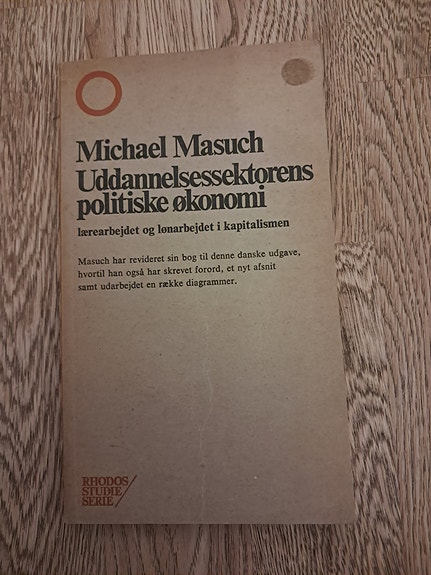 Michael Masuch
Uddannelsessektorens
politiske økonomi
lærearbejdet og lønarbejdet i kapitalismen
Masuch har revideret sin bog til denne danske udgave,
hvortil han også har skrevet forord, et nyt afsnit
samt udarbejdet en række diagrammer.
RHODOS
STUDIE
SERIE